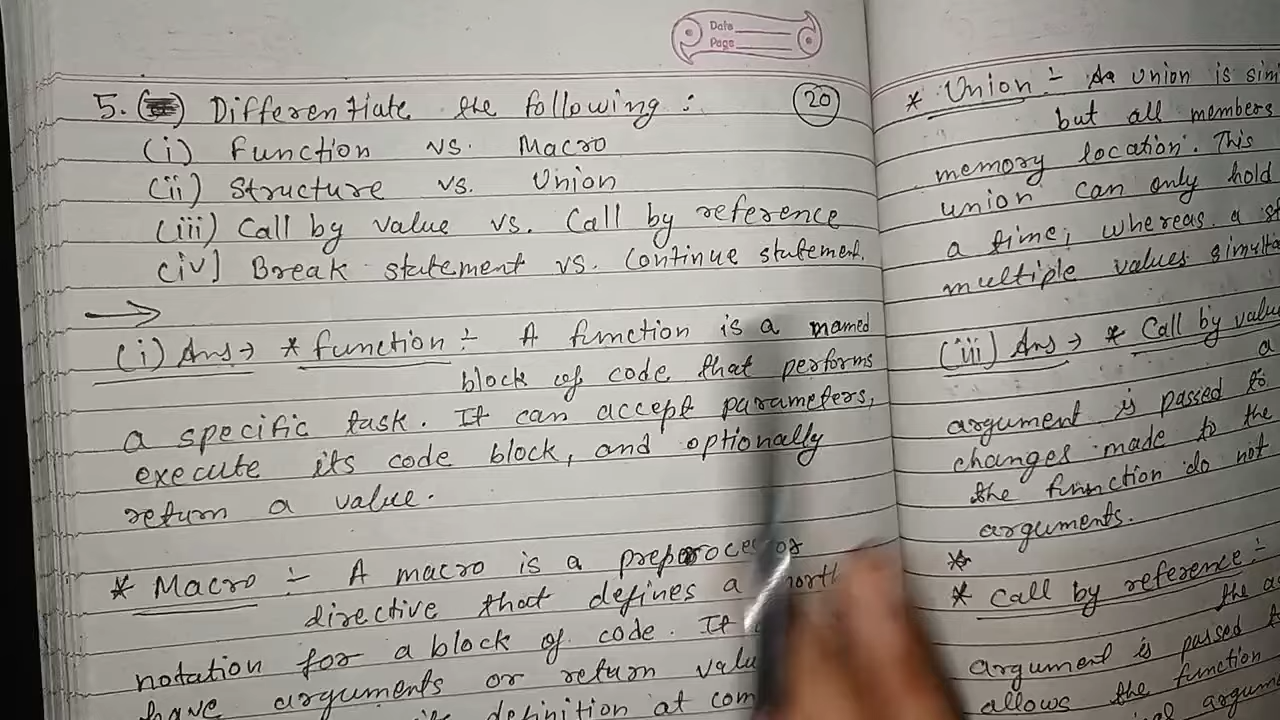 Date
Page
5. Differentiate the following :
20
(i) Function vs. Macro
(ii) Structure vs. Union
(iii) Call by value vs. Call by reference
(iv) Break statement vs. Continue statement.
(i) Ans → * Function :- A function is a named
block of code that performs
a specific task. It can accept parameters,
execute its code block, and optionally
return a value.
* Macro :- A macro is a preprocessor
directive that defines a
notation for a block of code. It
have arguments or return
definition at
* Union :- A union is
but all members
memory location. This
union can only hold
a time, whereas a
multiple values
(iii) Ans → * Call by value
a
argument is passed to
changes made to the
the function do not
arguments.
*
* Call by reference :-
the
argument is passed
allows the function